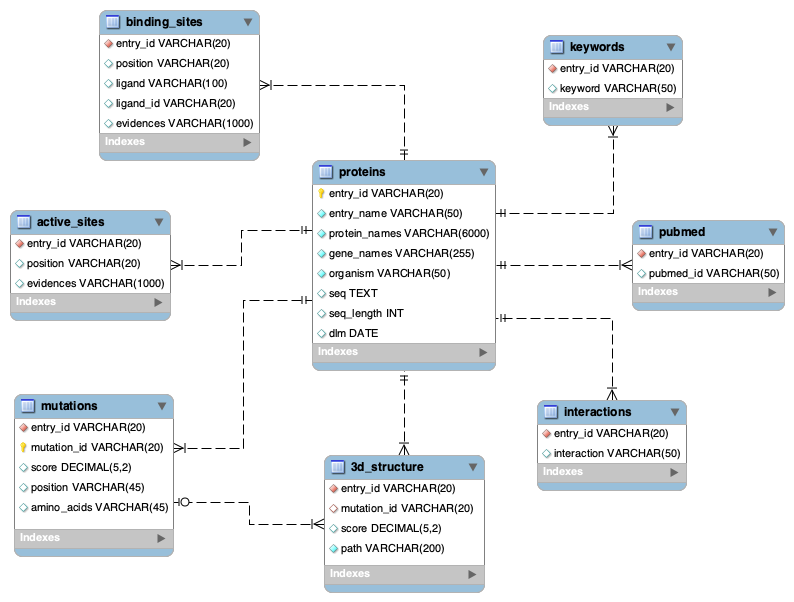 binding_sites
entry_id VARCHAR(20)
position VARCHAR(20)
ligand VARCHAR(100)
ligand_id VARCHAR(20)
evidences VARCHAR(1000)
Indexes
keywords
entry_id VARCHAR(20)
keyword VARCHAR(50)
Indexes
proteins
entry_id VARCHAR(20)
entry_name VARCHAR(50)
protein_names VARCHAR(6000)
gene_names VARCHAR(255)
organism VARCHAR(50)
seq TEXT
seq_length INT
dlm DATE
Indexes
active_sites
entry_id VARCHAR(20)
position VARCHAR(20)
evidences VARCHAR(1000)
Indexes
pubmed
entry_id VARCHAR(20)
pubmed_id VARCHAR(50)
Indexes
mutations
entry_id VARCHAR(20)
mutation_id VARCHAR(20)
score DECIMAL(5,2)
position VARCHAR(45)
amino_acids VARCHAR(45)
Indexes
interactions
entry_id VARCHAR(20)
interaction VARCHAR(50)
Indexes
3d_structure
entry_id VARCHAR(20)
mutation_id VARCHAR(20)
score DECIMAL(5,2)
path VARCHAR(200)
Indexes